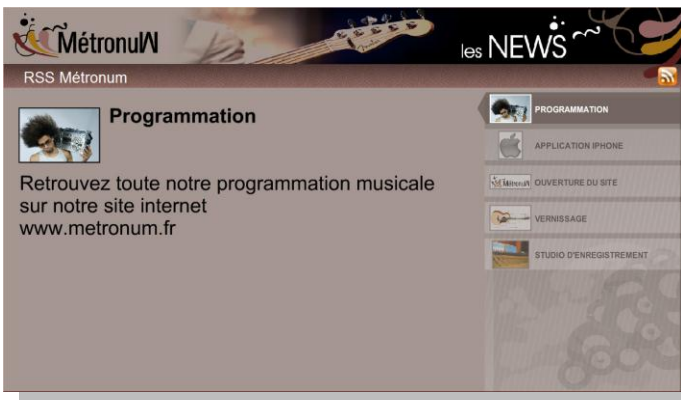 MétronuM
les NEWS
RSS Métronum
Programmation
Retrouvez toute notre programmation musicale
sur notre site internet
www.metronum.fr
PROGRAMMATION
APPLICATION IPHONE
OUVERTURE DU SITE
VERNISSAGE
STUDIO D'ENREGISTREMENT